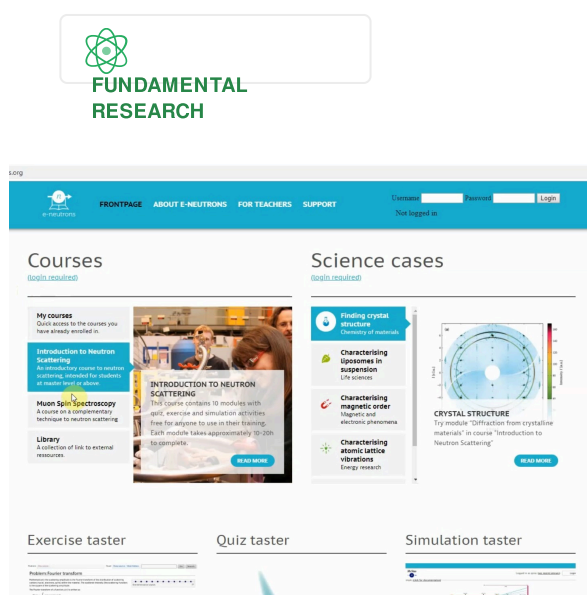 FUNDAMENTAL
RESEARCH
s.org
e-neutrons
FRONTPAGE ABOUT E-NEUTRONS FOR TEACHERS SUPPORT
Username Password Login
Not logged in
Courses
(login required)
Science cases
(login required)
My courses
Quick access to the courses you
have already enrolled in.
Introduction to Neutron
Scattering
An introductory course to neutron
scattering, intended for students
at master level or above.
Muon Spin Spectroscopy
A course on a complementary
technique to neutron scattering
Library
A collection of link to external
ressources.
INTRODUCTION TO NEUTRON
SCATTERING
This course contains 10 modules with
quiz, exercise and simulation activities
free for anyone to use in their training.
Each module takes approximately 10-20h
to complete.
READ MORE
Finding crystal
structure
Chemistry of materials
Characterising
liposomes in
suspension
Life sciences
Characterising
magnetic order
Magnetic and
electronic phenomena
Characterising
atomic lattice
vibrations
Energy research
CRYSTAL STRUCTURE
Try module "Diffraction from crystalline
materials" in course "Introduction to
Neutron Scattering"
READ MORE
Exercise taster
Quiz taster
Simulation taster
Problem:Fourier transform